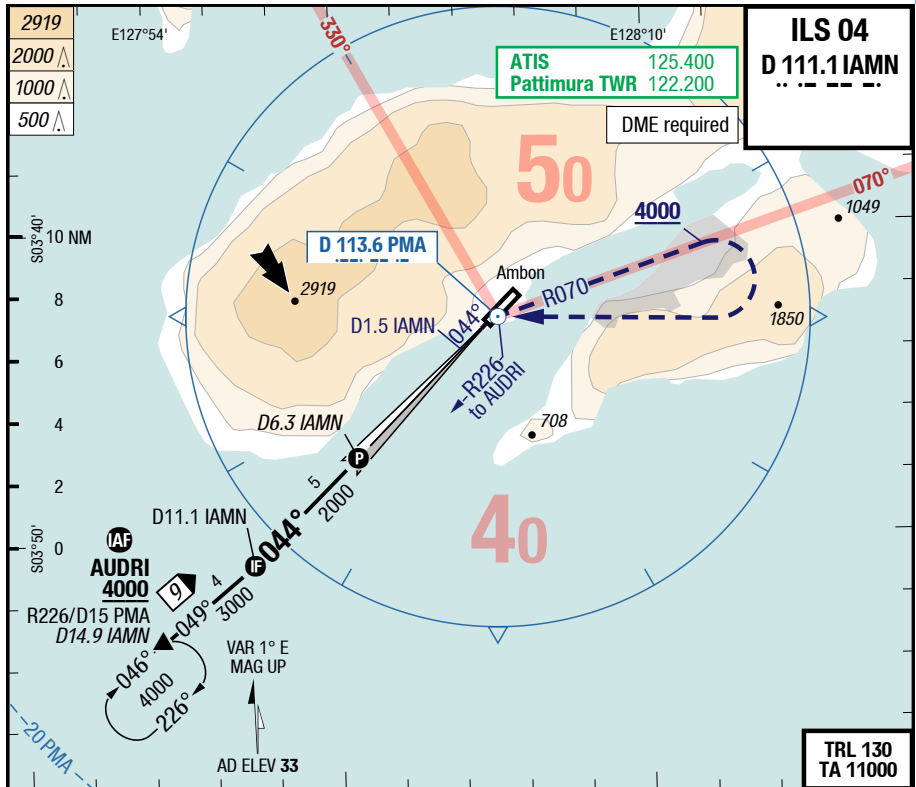 2919
2000
1000
500
E127°54'
E128°10'
330°
ATIS 125.400
Pattimura TWR 122.200
DME required
ILS 04
D 111.1 IAMN
50
070°
1049
4000
S03°40'
10 NM
D 113.6 PMA
Ambon
R070
2919
8
D1.5 IAMN
044°
1850
6
R226
to AUDRI
D6.3 IAMN
4
708
P
2
5
2000
D11.1 IAMN
044°
40
S03°50'
0
IAF
IF
AUDRI
4000
9
4
049°
3000
R226/D15 PMA
D14.9 IAMN
046°
4000
226°
VAR 1° E
MAG UP
20 PMA
AD ELEV 33
TRL 130
TA 11000